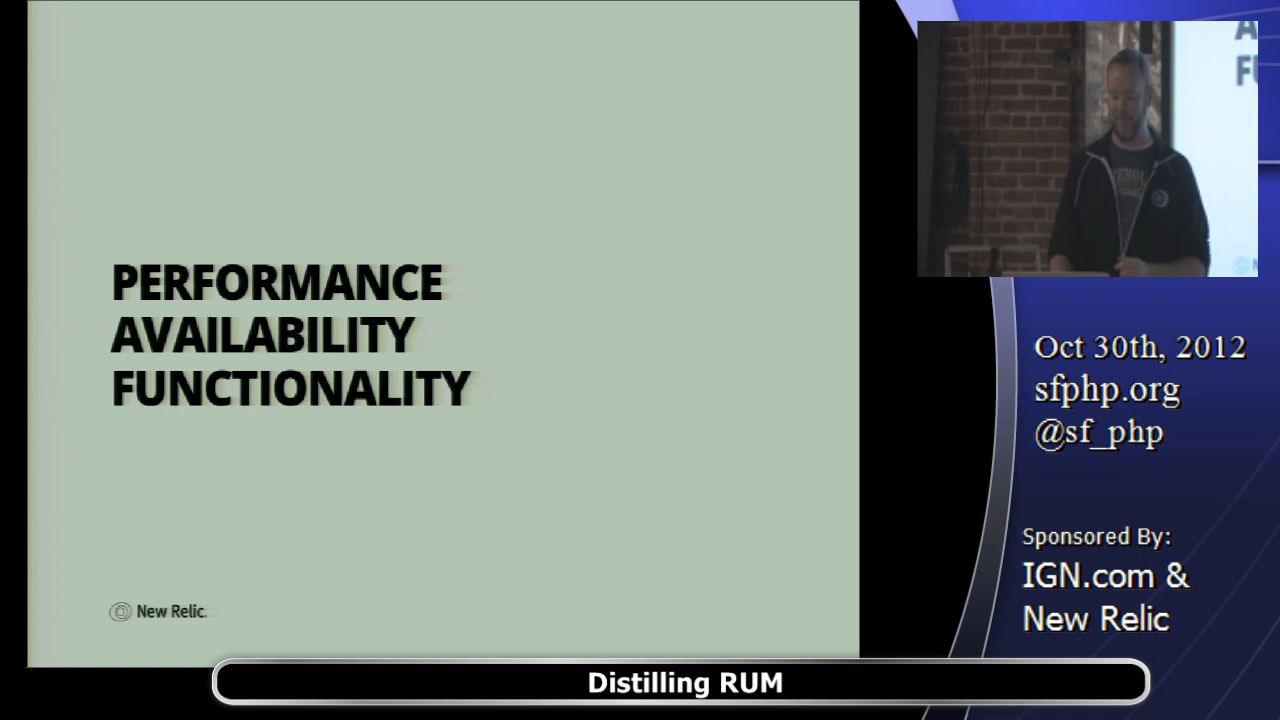 PERFORMANCE
AVAILABILITY
FUNCTIONALITY
New Relic.
A
FU
Oct 30th, 2012
sfphp.org
@sf_php
Sponsored By:
IGN.com &
New Relic
Distilling RUM